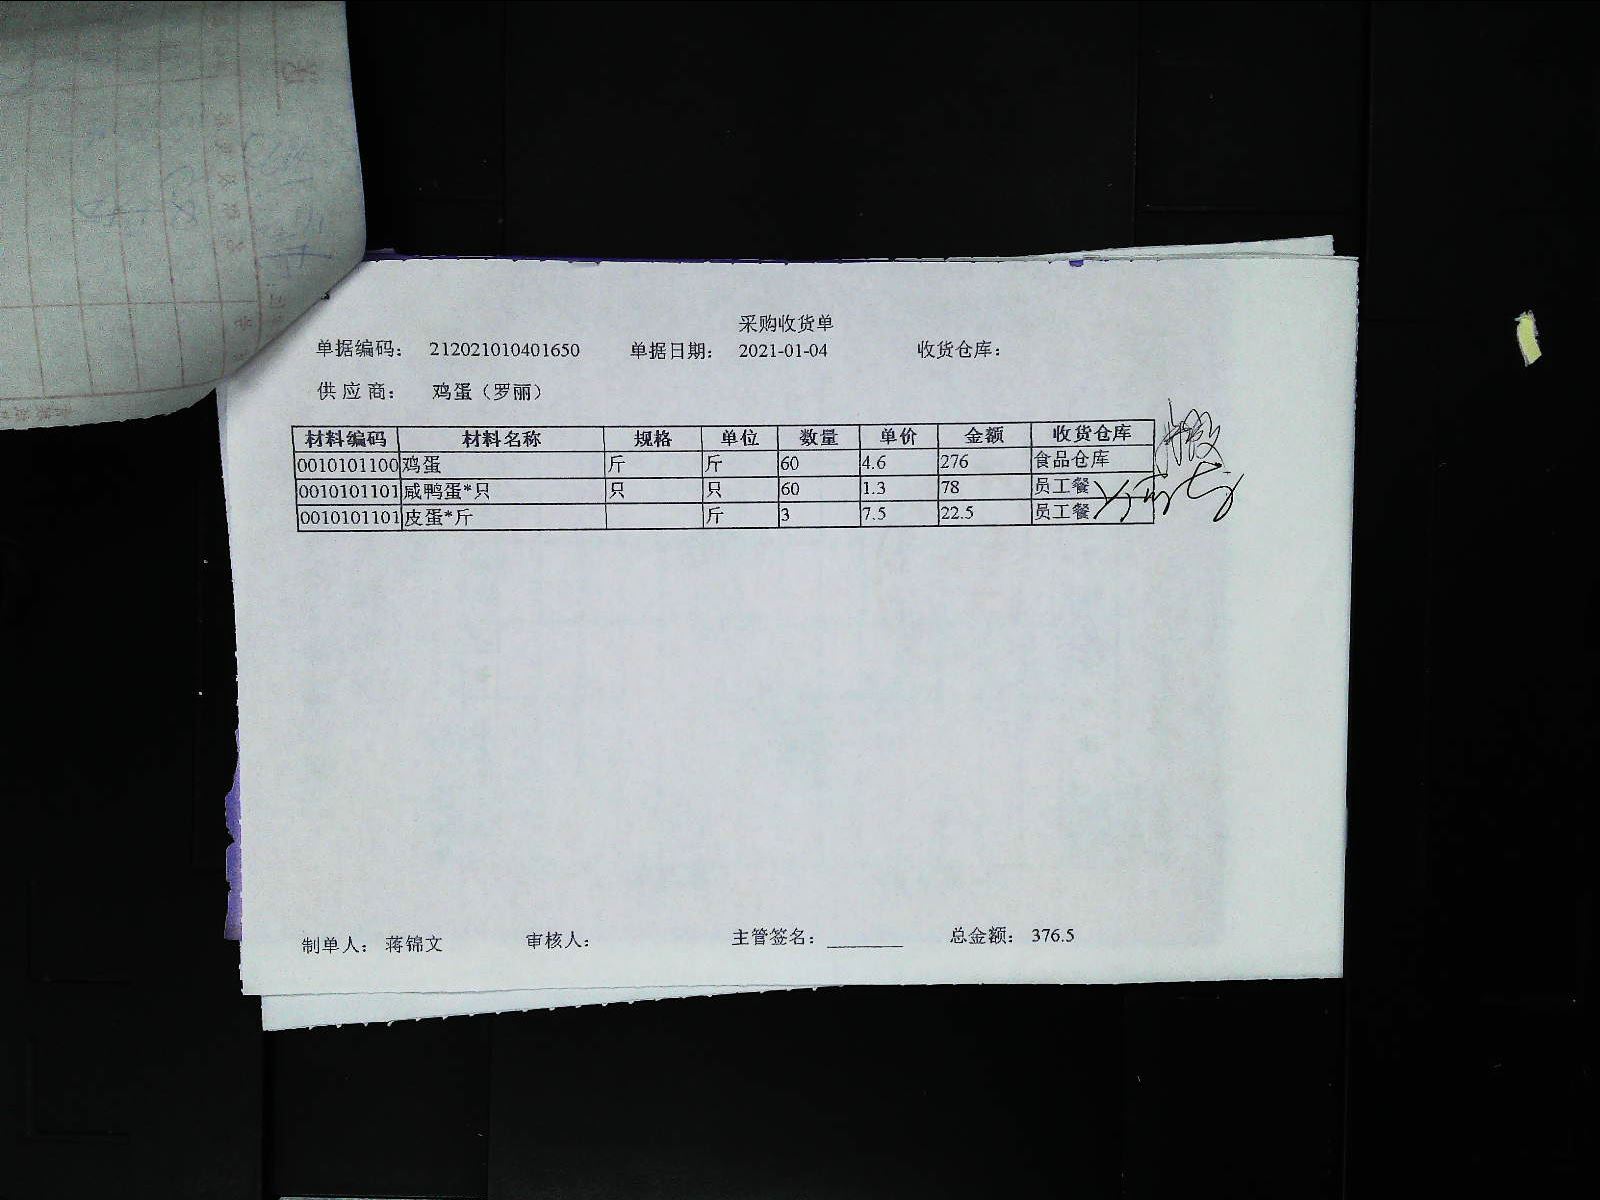 采购收货单
单据编码： 212021010401650 单据日期： 2021-01-04 收货仓库：
供应商： 鸡蛋（罗丽）
材料编码 材料名称 规格 单位 数量 单价 金额 收货仓库
0010101100 鸡蛋 斤 斤 60 4.6 276 食品仓库
0010101101 咸鸭蛋*只 只 只 60 1.3 78 员工餐
0010101101 皮蛋*斤 斤 3 7.5 22.5 员工餐
制单人： 蒋锦文 审核人： 主管签名： ________ 总金额： 376.5